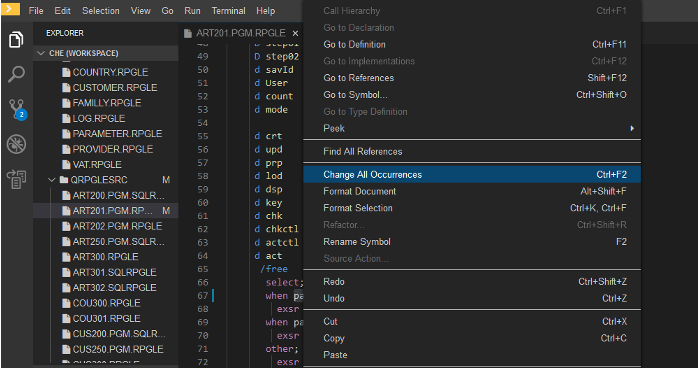 File Edit Selection View Go Run Terminal Help
EXPLORER
CHE (WORKSPACE)
COUNTRY.RPGLE
CUSTOMER.RPGLE
FAMILLY.RPGLE
LOG.RPGLE
PARAMETER.RPGLE
PROVIDER.RPGLE
VAT.RPGLE
QRPGLESRC M
ART200.PGM.SQLR...
ART201.PGM.RP... M
ART202.PGM.RPGLE
ART250.PGM.SQLR...
ART300.RPGLE
ART301.SQLRPGLE
ART302.SQLRPGLE
COU300.RPGLE
COU301.RPGLE
CUS200.PGM.SQLR...
CUS250.PGM.RPGLE
2
ART201.PGM.RPGLE ×
48 D step01
49 D step02
50 d savId
51 d User
52 d count
53 d mode
54
55 d crt
56 d upd
57 d prp
58 d lod
59 d dsp
60 d key
61 d chk
62 d chkctl
63 d actctl
64 d act
65 /free
66 select;
67 when pa
68 exsr
69 when pa
70 exsr
71 other;
72 exsr
Call Hierarchy Ctrl+F1
Go to Declaration
Go to Definition Ctrl+F11
Go to Implementations Ctrl+F12
Go to References Shift+F12
Go to Symbol... Ctrl+Shift+O
Go to Type Definition
Peek
Find All References
Change All Occurrences Ctrl+F2
Format Document Alt+Shift+F
Format Selection Ctrl+K, Ctrl+F
Refactor... Ctrl+Shift+R
Rename Symbol F2
Source Action...
Redo Ctrl+Shift+Z
Undo Ctrl+Z
Cut Ctrl+X
Copy Ctrl+C
Paste